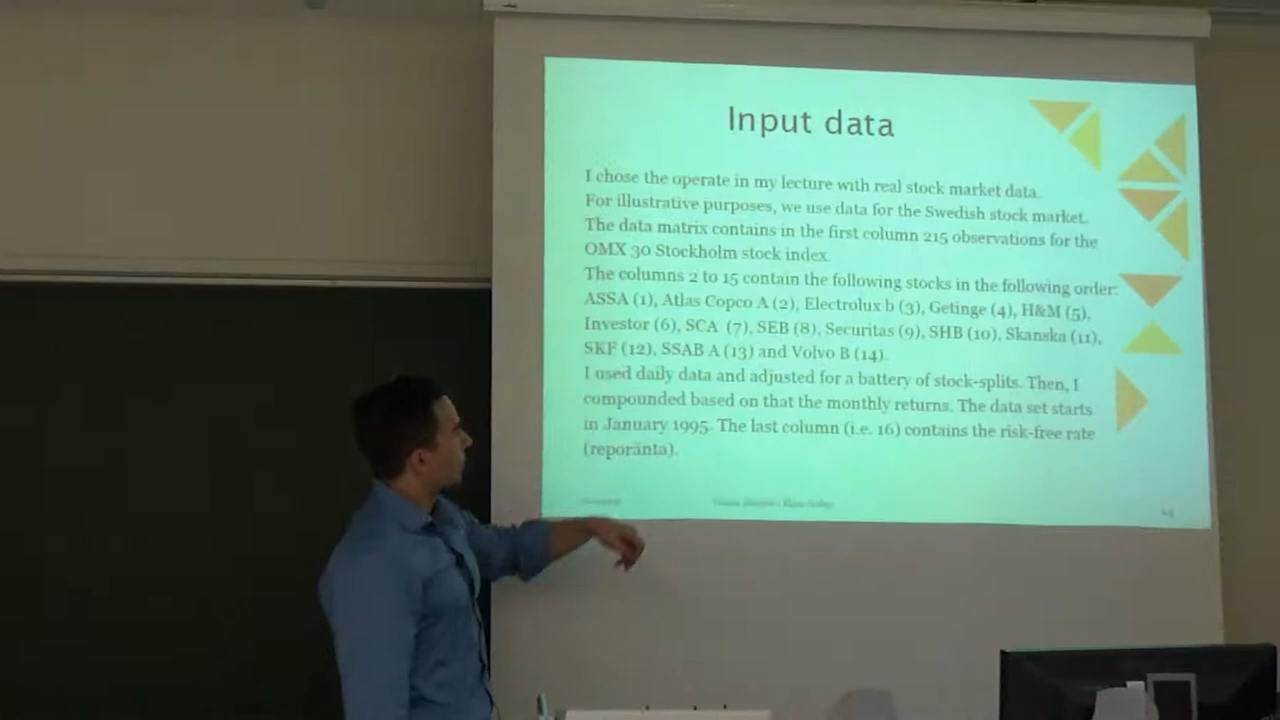 Input data
I chose the operate in my lecture with real stock market data.
For illustrative purposes, we use data for the Swedish stock market.
The data matrix contains in the first column 215 observations for the
OMX 30 Stockholm stock index.
The columns 2 to 15 contain the following stocks in the following order:
ASSA (1), Atlas Copco A (2), Electrolux b (3), Getinge (4), H&M (5),
Investor (6), SCA (7), SEB (8), Securitas (9), SHB (10), Skanska (11),
SKF (12), SSAB A (13) and Volvo B (14).
I used daily data and adjusted for a battery of stock-splits. Then, I
compounded based on that the monthly returns. The data set starts
in January 1995. The last column (i.e. 16) contains the risk-free rate
(reporänta).